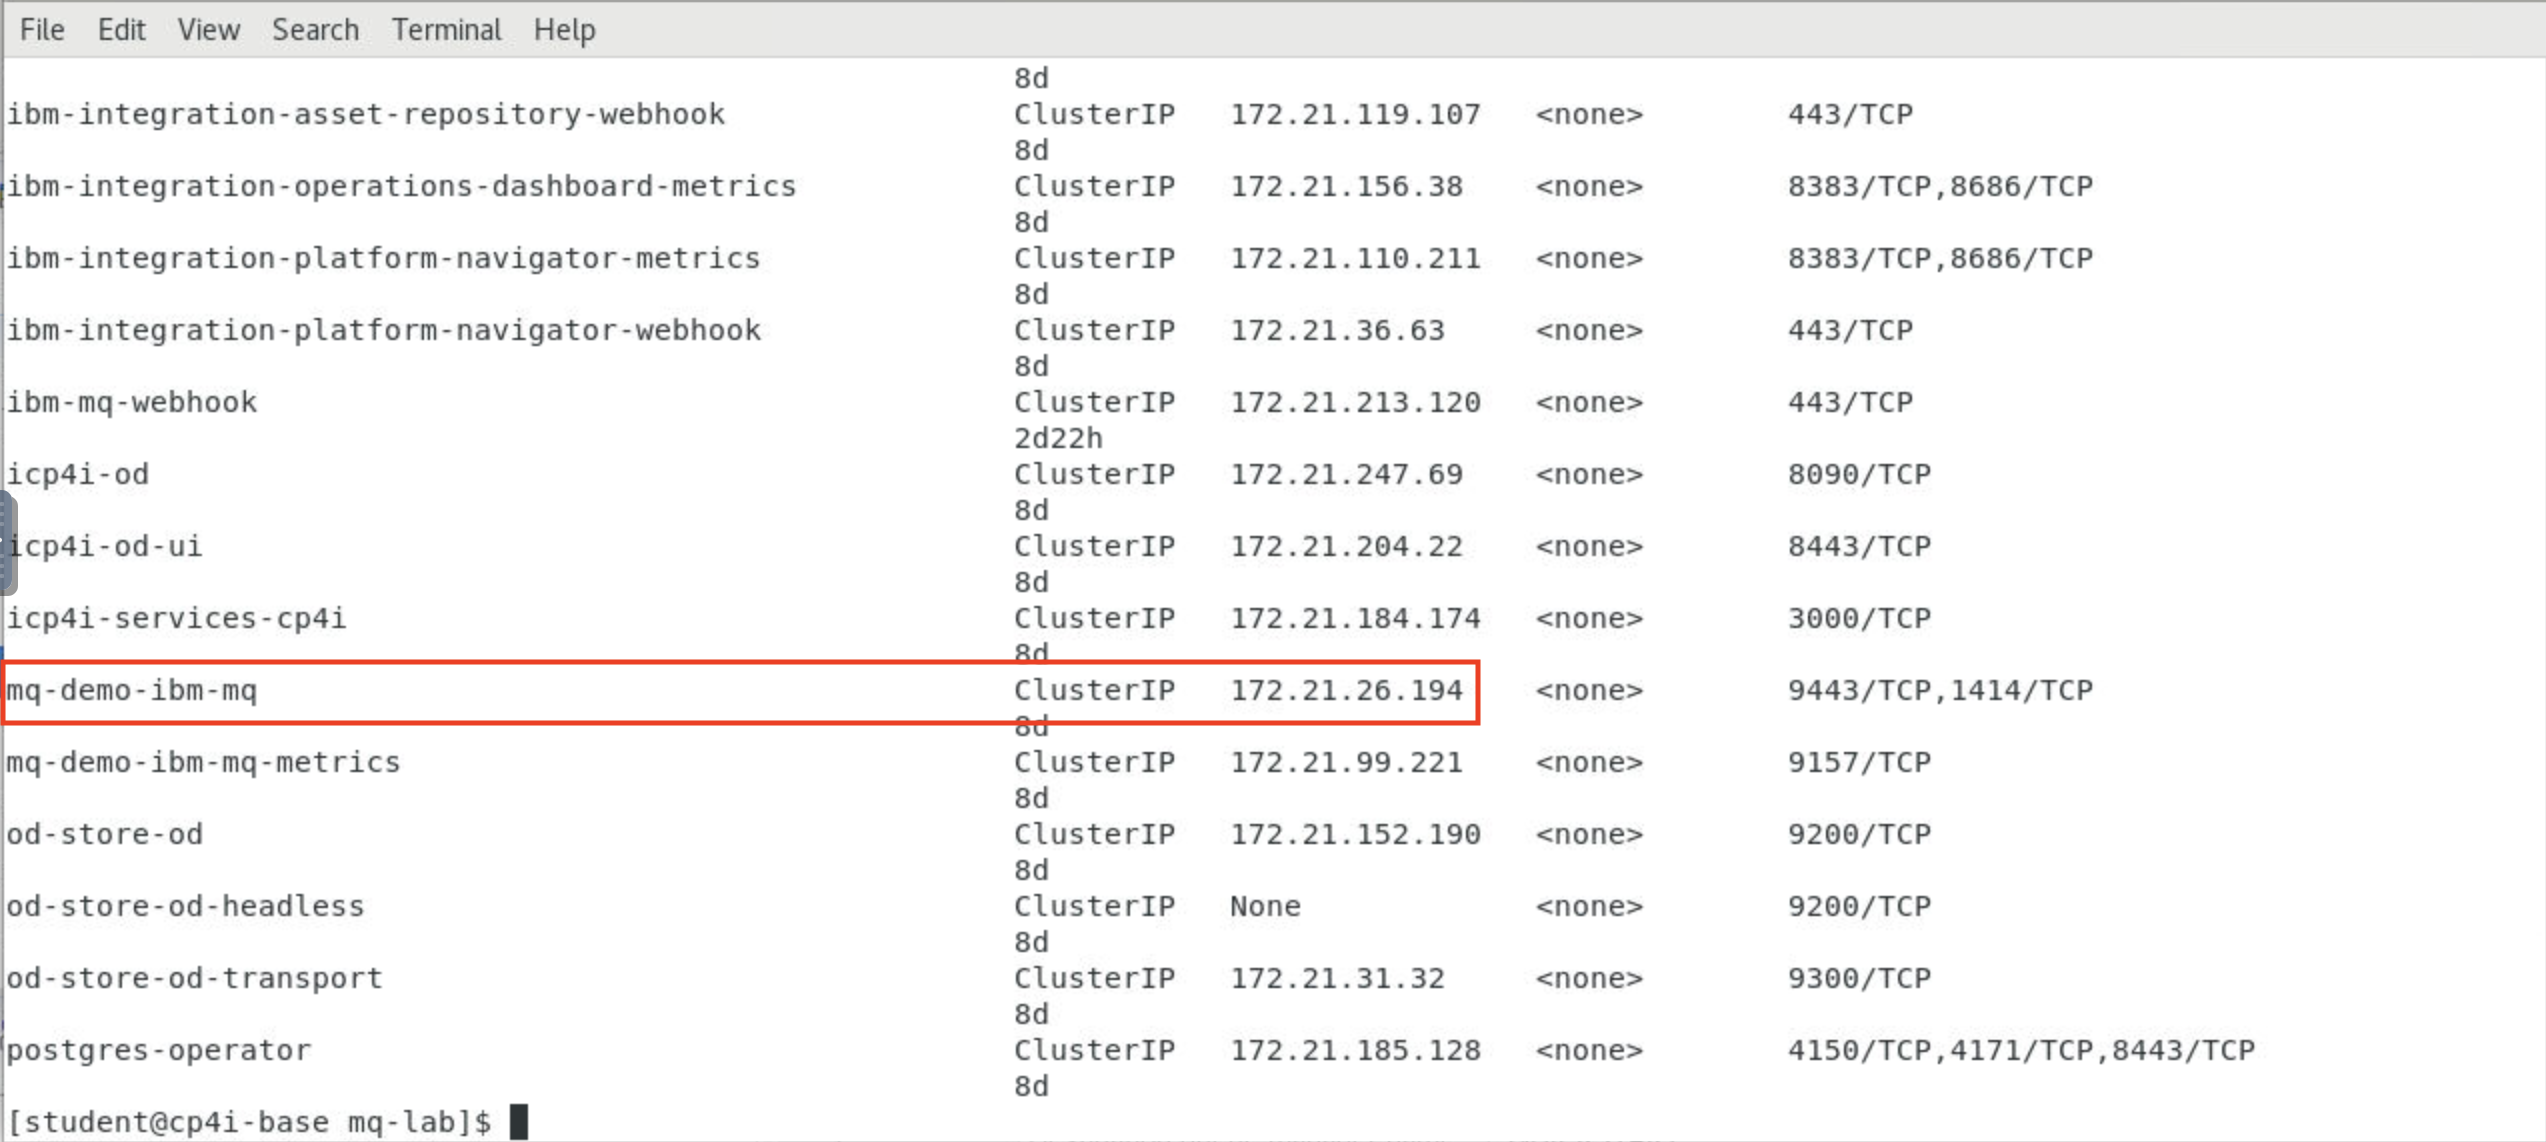 File Edit View Search Terminal Help
8d
ibm-integration-asset-repository-webhook ClusterIP 172.21.119.107 <none> 443/TCP
8d
ibm-integration-operations-dashboard-metrics ClusterIP 172.21.156.38 <none> 8383/TCP,8686/TCP
8d
ibm-integration-platform-navigator-metrics ClusterIP 172.21.110.211 <none> 8383/TCP,8686/TCP
8d
ibm-integration-platform-navigator-webhook ClusterIP 172.21.36.63 <none> 443/TCP
8d
ibm-mq-webhook ClusterIP 172.21.213.120 <none> 443/TCP
2d22h
icp4i-od ClusterIP 172.21.247.69 <none> 8090/TCP
8d
icp4i-od-ui ClusterIP 172.21.204.22 <none> 8443/TCP
8d
icp4i-services-cp4i ClusterIP 172.21.184.174 <none> 3000/TCP
8d
mq-demo-ibm-mq ClusterIP 172.21.26.194 <none> 9443/TCP,1414/TCP
8d
mq-demo-ibm-mq-metrics ClusterIP 172.21.99.221 <none> 9157/TCP
8d
od-store-od ClusterIP 172.21.152.190 <none> 9200/TCP
8d
od-store-od-headless ClusterIP None <none> 9200/TCP
8d
od-store-od-transport ClusterIP 172.21.31.32 <none> 9300/TCP
8d
postgres-operator ClusterIP 172.21.185.128 <none> 4150/TCP,4171/TCP,8443/TCP
8d
[student@cp4i-base mq-lab]$